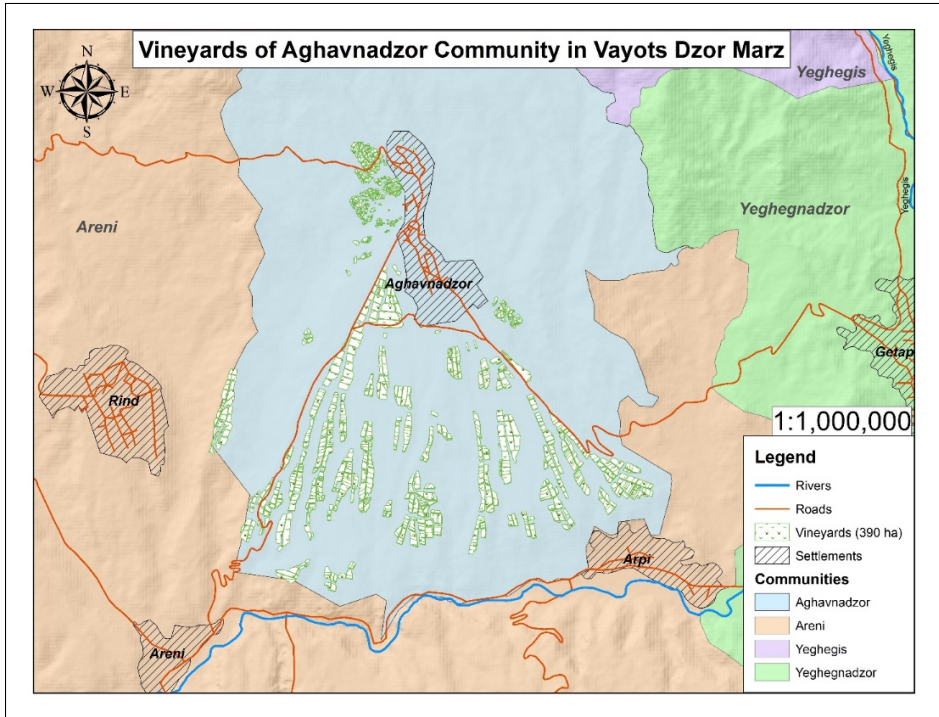 Vineyards of Aghavnadzor Community in Vayots Dzor Marz
N
W E
S
Yeghegis
Yeghegis
Yeghegis
Areni
Yeghegnadzor
Aghavnadzor
Getap
Rind
1:1,000,000
Legend
Rivers
Roads
Vineyards (390 ha)
Settlements
Communities
Aghavnadzor
Areni
Yeghegis
Yeghegnadzor
Arpi
Areni